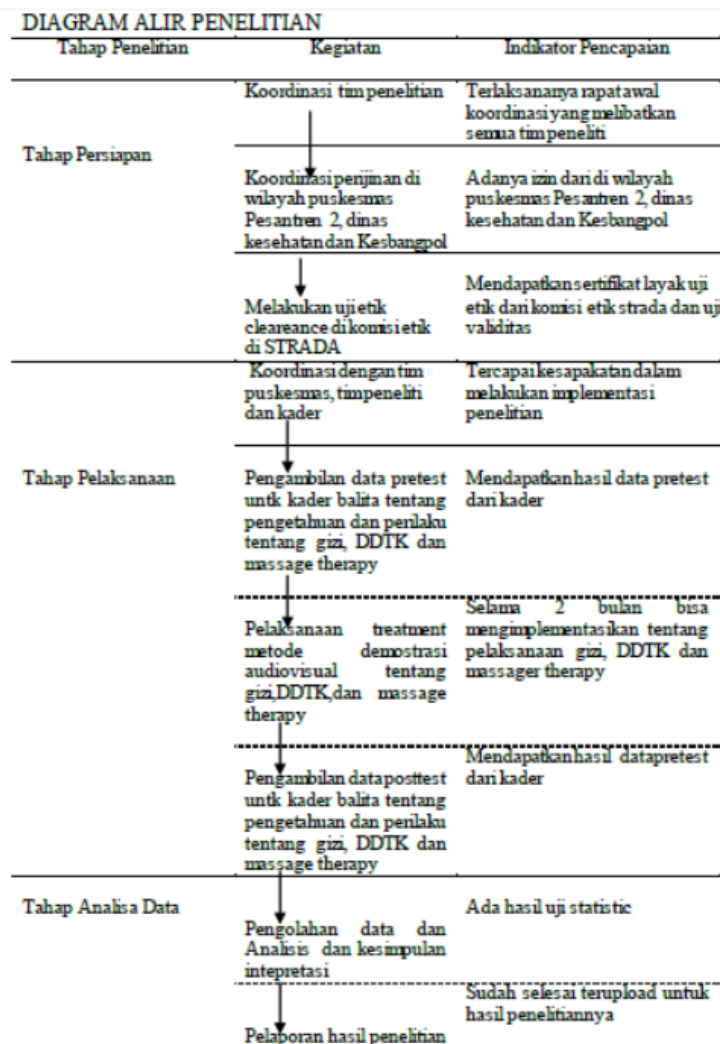 DIAGRAM ALIR PENELITIAN
Tahap Penelitian Kegiatan Indikator Pencapaian
Koordinasi tim penelitian
Terlaksananya rapat awal
koordinasi yang melibatkan
semua tim peneliti
Tahap Persiapan
Koordinasi perijinan di
wilayah puskesmas
Pesantren 2, dinas
kesehatan dan Kesbangpol
Adanya izin dari di wilayah
puskesmas Pesantren 2, dinas
kesehatan dan Kesbangpol
Melakukan uji etik
cleareance di komisi etik
di STRADA
Mendapatkan sertifikat layak uji
etik dari komisi etik strada dan uji
validitas
Koordinasi dengan tim
puskesmas, tim peneliti
dan kader
Tercapai kesapakatan dalam
melakukan implementasi
penelitian
Tahap Pelaksanaan
Pengambilan data pretest
untk kader balita tentang
pengetahuan dan perilaku
tentang gizi, DDTK dan
massage therapy
Mendapatkan hasil data pretest
dari kader
Pelaksanaan treatment
metode demostrasi
audiovisual tentang
gizi,DDTK,dan massage
therapy
Selama 2 bulan bisa
mengimplementasikan tentang
pelaksanaan gizi, DDTK dan
massager therapy
Pengambilan data posttest
untk kader balita tentang
pengetahuan dan perilaku
tentang gizi, DDTK dan
massage therapy
Mendapatkan hasil datapretest
dari kader
Tahap Analisa Data
Pengolahan data dan
Analisis dan kesimpulan
intepretasi
Ada hasil uji statistic
Pelaporan hasil penelitian
Sudah selesai terupload untuk
hasil penelitiannya